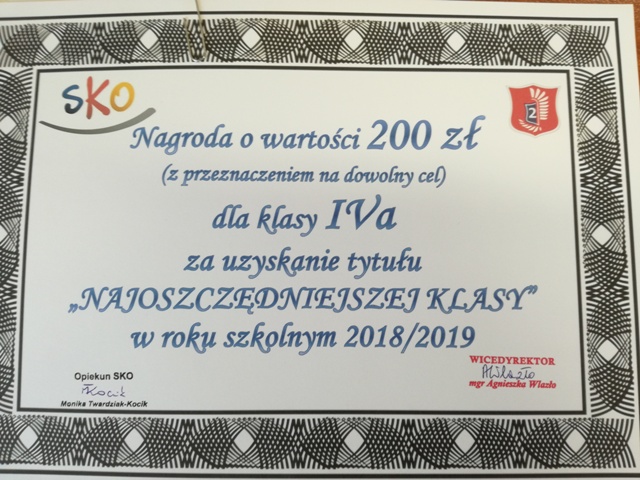 SKO
2
Nagroda o wartości 200 zł
(z przeznaczeniem na dowolny cel)
dla klasy IVa
za uzyskanie tytułu
„NAJOSZCZĘDNIEJSZEJ KLASY”
w roku szkolnym 2018/2019
Opiekun SKO
Monika Twardziak-Kocik
WICEDYREKTOR
mgr Agnieszka Wlazło